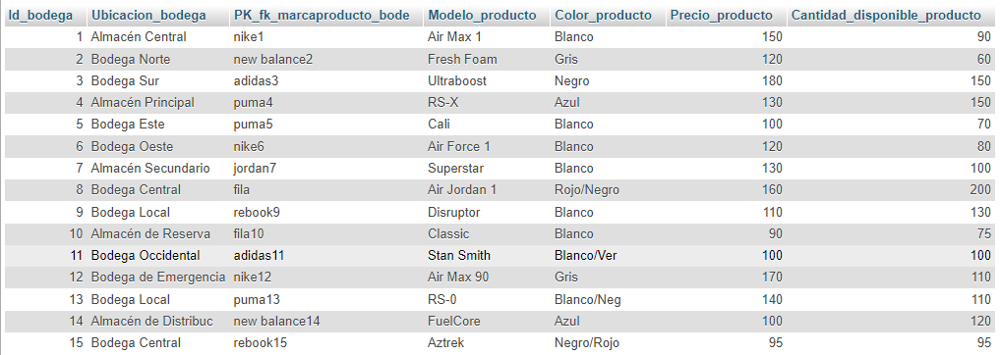 Id_bodega Ubicacion_bodega PK_fk_marcaproducto_bode Modelo_producto Color_producto Precio_producto Cantidad_disponible_producto
1 Almacén Central nike1 Air Max 1 Blanco 150 90
2 Bodega Norte new balance2 Fresh Foam Gris 120 60
3 Bodega Sur adidas3 Ultraboost Negro 180 150
4 Almacén Principal puma4 RS-X Azul 130 150
5 Bodega Este puma5 Cali Blanco 100 70
6 Bodega Oeste nike6 Air Force 1 Blanco 120 80
7 Almacén Secundario jordan7 Superstar Blanco 130 100
8 Bodega Central fila Air Jordan 1 Rojo/Negro 160 200
9 Bodega Local rebook9 Disruptor Blanco 110 130
10 Almacén de Reserva fila10 Classic Blanco 90 75
11 Bodega Occidental adidas11 Stan Smith Blanco/Ver 100 100
12 Bodega de Emergencia nike12 Air Max 90 Gris 170 110
13 Bodega Local puma13 RS-0 Blanco/Neg 140 110
14 Almacén de Distribuc new balance14 FuelCore Azul 100 120
15 Bodega Central rebook15 Aztrek Negro/Rojo 95 95